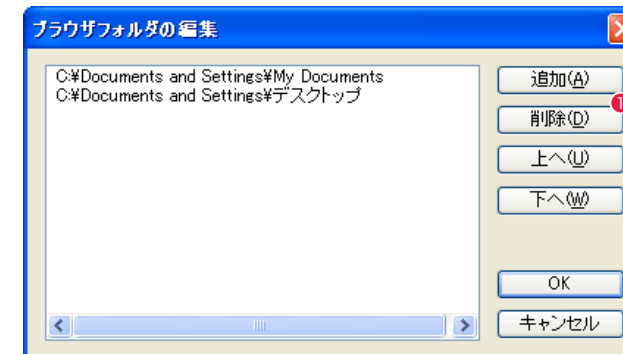 ブラウザフォルダの編集
C:¥Documents and Settings¥My Documents
C:¥Documents and Settings¥デスクトップ
追加(A)
1
削除(D)
上へ(U)
下へ(W)
OK
キャンセル